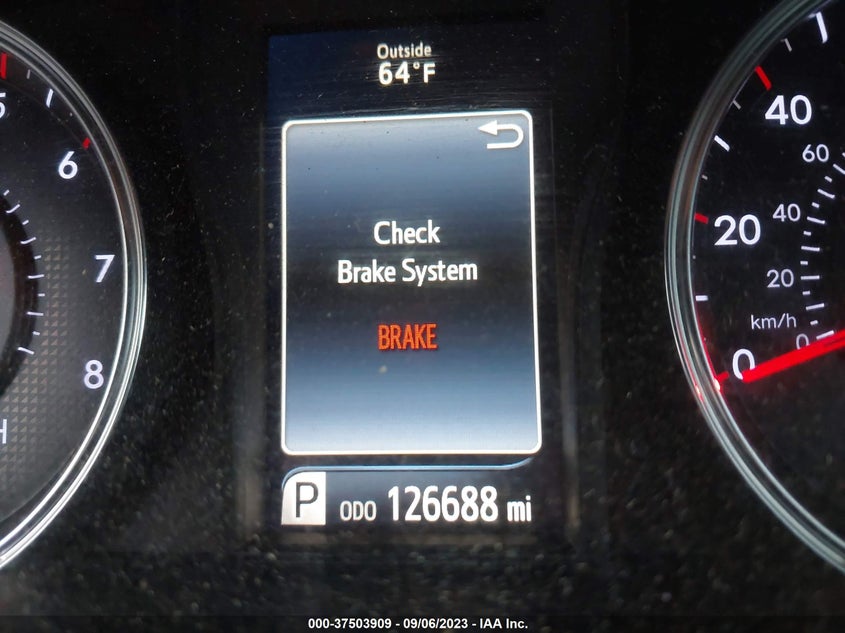 Outside
64°F
Check
Brake System
BRAKE
P ODO 126688 mi
5
6
7
8
H
40
20
0
60
40
20
km/h
0
000-37503909 - 09/06/2023 - IAA Inc.